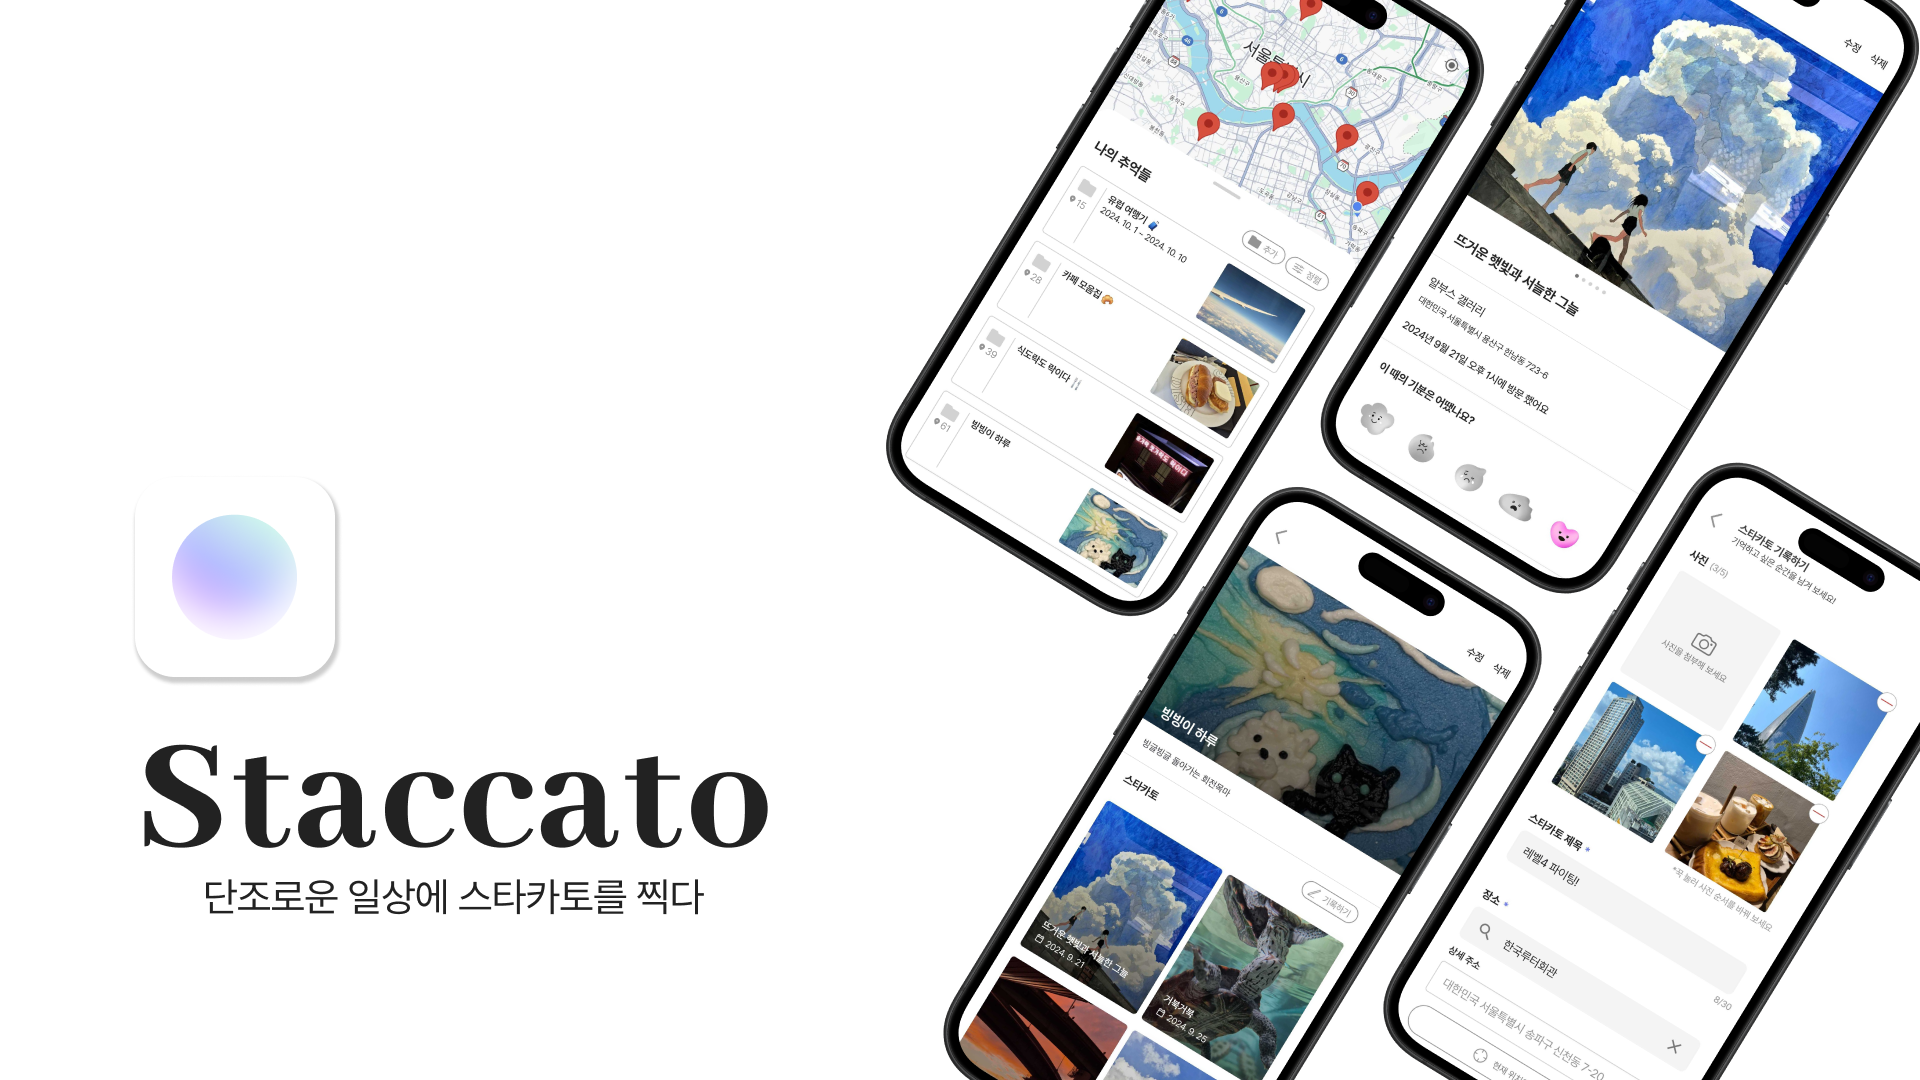 Staccato
단조로운 일상에 스타카토를 찍다
서울특별시
나의 추억들
추가
정렬
15
유럽 여행기
2024. 10. 1 ~ 2024. 10. 10
28
카페 모음집
39
식도락도 락이다
61
빙빙이 하루
수정
삭제
뜨거운 햇빛과 서늘한 그늘
알부스 갤러리
대한민국 서울특별시 용산구 한남동 723-6
2024년 9월 21일 오후 1시에 방문 했어요
이 때의 기분은 어땠나요?
수정
삭제
빙빙이 하루
빙글빙글 돌아가는 회전목마
스타카토
기록하기
뜨거운 햇빛과 서늘한 그늘
2024. 9. 21
거북거북
2024. 9. 25
스타카토 기록하기
기억하고 싶은 순간을 남겨 보세요!
사진 (3/5)
사진을 첨부해 보세요
*꾹 눌러 사진 순서를 바꿔 보세요
스타카토 제목 *
레벨4 파이팅!
8/30
장소 *
한국루터회관
상세 주소
대한민국 서울특별시 송파구 신천동 7-20
현재 위치